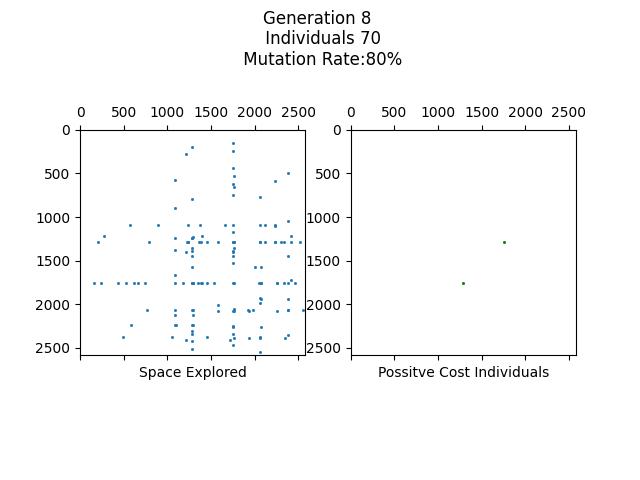 Generation 8
Individuals 70
Mutation Rate:80%
0 500 1000 1500 2000 2500
0 500 1000 1500 2000 2500
0
500
1000
1500
2000
2500
0
500
1000
1500
2000
2500
Space Explored
Possitve Cost Individuals